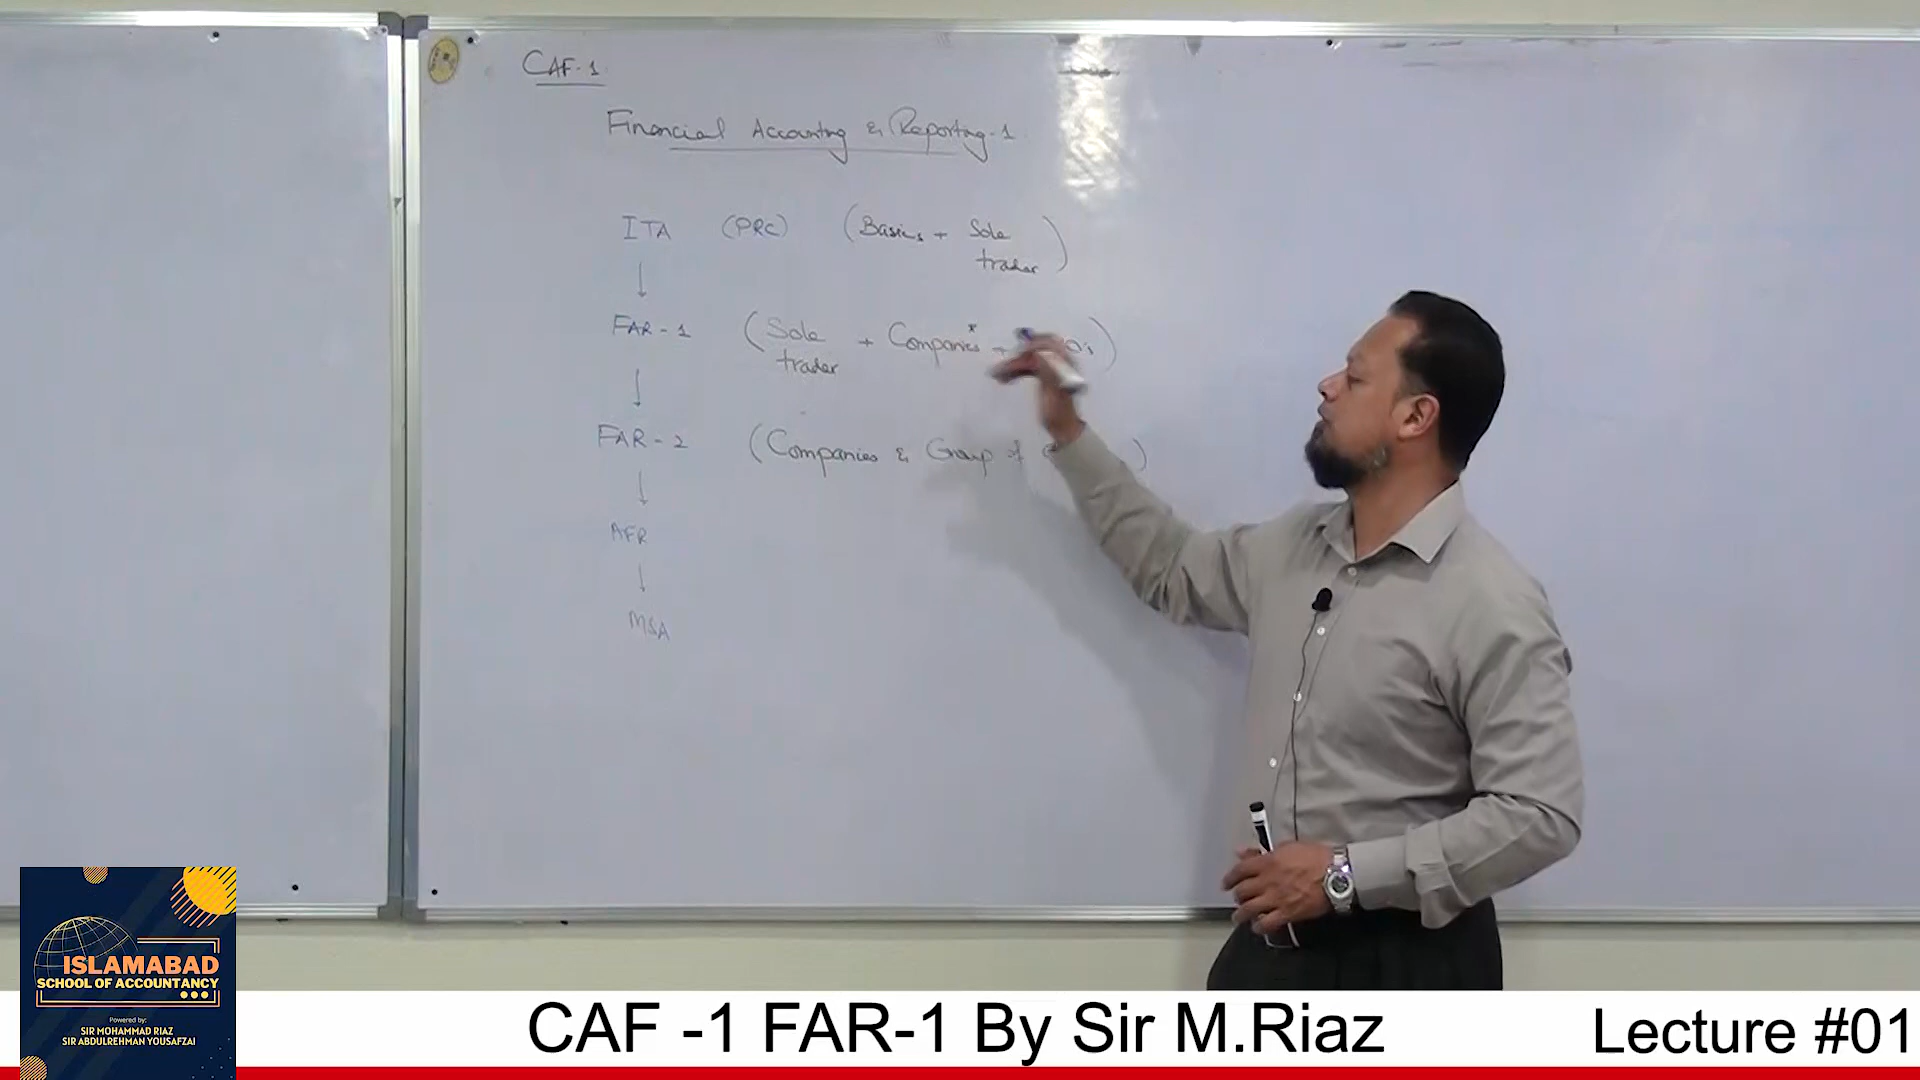 CAF-1
Financial Accounting & Reporting-1
ITA (PRC) (Basics + Sole
trader)
FAR-1 (Sole + Companies* +
trader
FAR-2 (Companies & Group of
AFR
MSA
ISLAMABAD
SCHOOL OF ACCOUNTANCY
Powered by:
SIR MOHAMMAD RIAZ
SIR ABDULREHMAN YOUSAFZAI
CAF -1 FAR-1 By Sir M.Riaz
Lecture #01